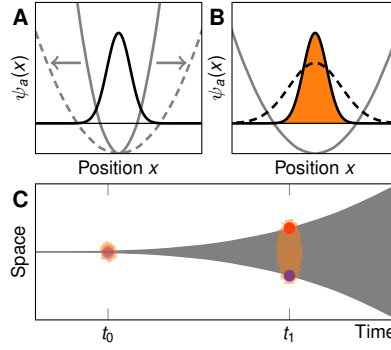 A
B
ψₐ(x)
ψₐ(x)
Position x
Position x
C
Space
t₀
t₁
Time